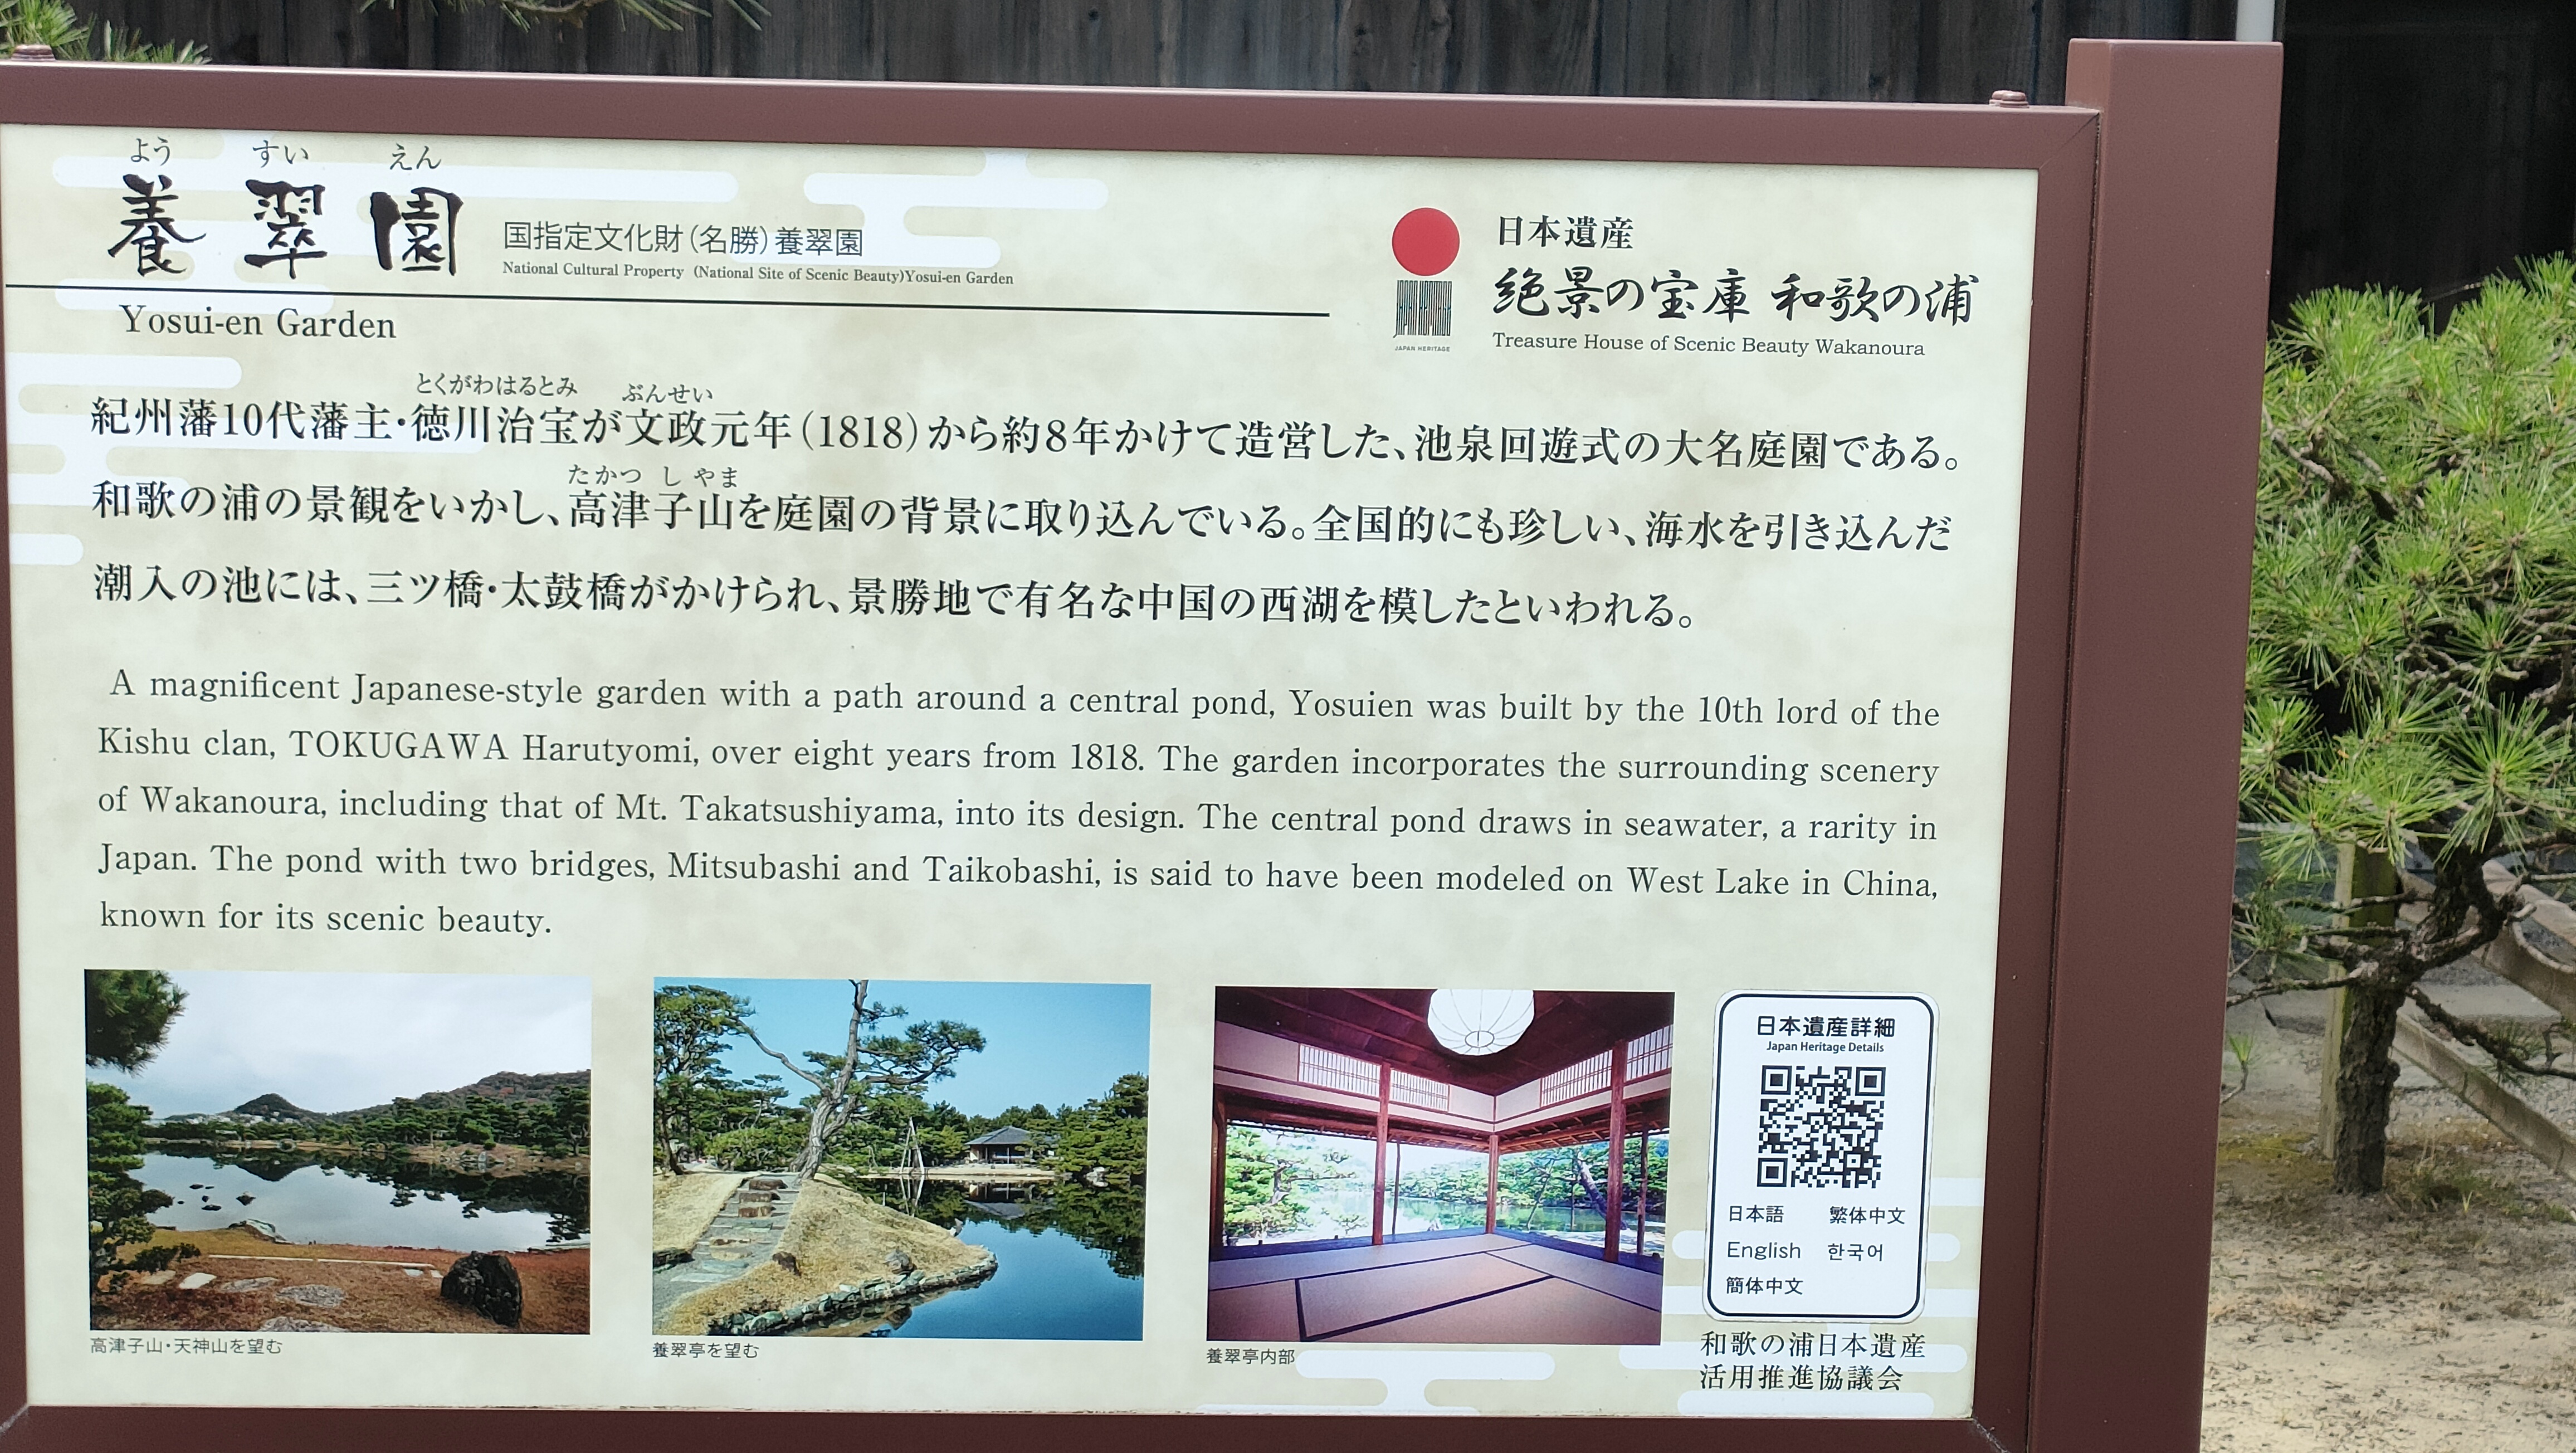 よう すい えん
養翠園
国指定文化財(名勝)養翠園
National Cultural Property (National Site of Scenic Beauty)Yosui-en Garden
Yosui-en Garden
日本遺産
絶景の宝庫 和歌の浦
Treasure House of Scenic Beauty Wakanoura
JAPAN HERITAGE
JAPAN HERITAGE
とくがわはるとみ ぶんせい
紀州藩10代藩主・徳川治宝が文政元年(1818)から約8年かけて造営した、池泉回遊式の大名庭園である。
たかつ し やま
和歌の浦の景観をいかし、高津子山を庭園の背景に取り込んでいる。全国的にも珍しい、海水を引き込んだ
潮入の池には、三ツ橋・太鼓橋がかけられ、景勝地で有名な中国の西湖を模したといわれる。
A magnificent Japanese-style garden with a path around a central pond, Yosuien was built by the 10th lord of the
Kishu clan, TOKUGAWA Harutyomi, over eight years from 1818. The garden incorporates the surrounding scenery
of Wakanoura, including that of Mt. Takatsushiyama, into its design. The central pond draws in seawater, a rarity in
Japan. The pond with two bridges, Mitsubashi and Taikobashi, is said to have been modeled on West Lake in China,
known for its scenic beauty.
高津子山・天神山を望む
養翠亭を望む
養翠亭内部
日本遺産詳細
Japan Heritage Details
日本語 繁体中文
English 한국어
簡体中文
和歌の浦日本遺産
活用推進協議会